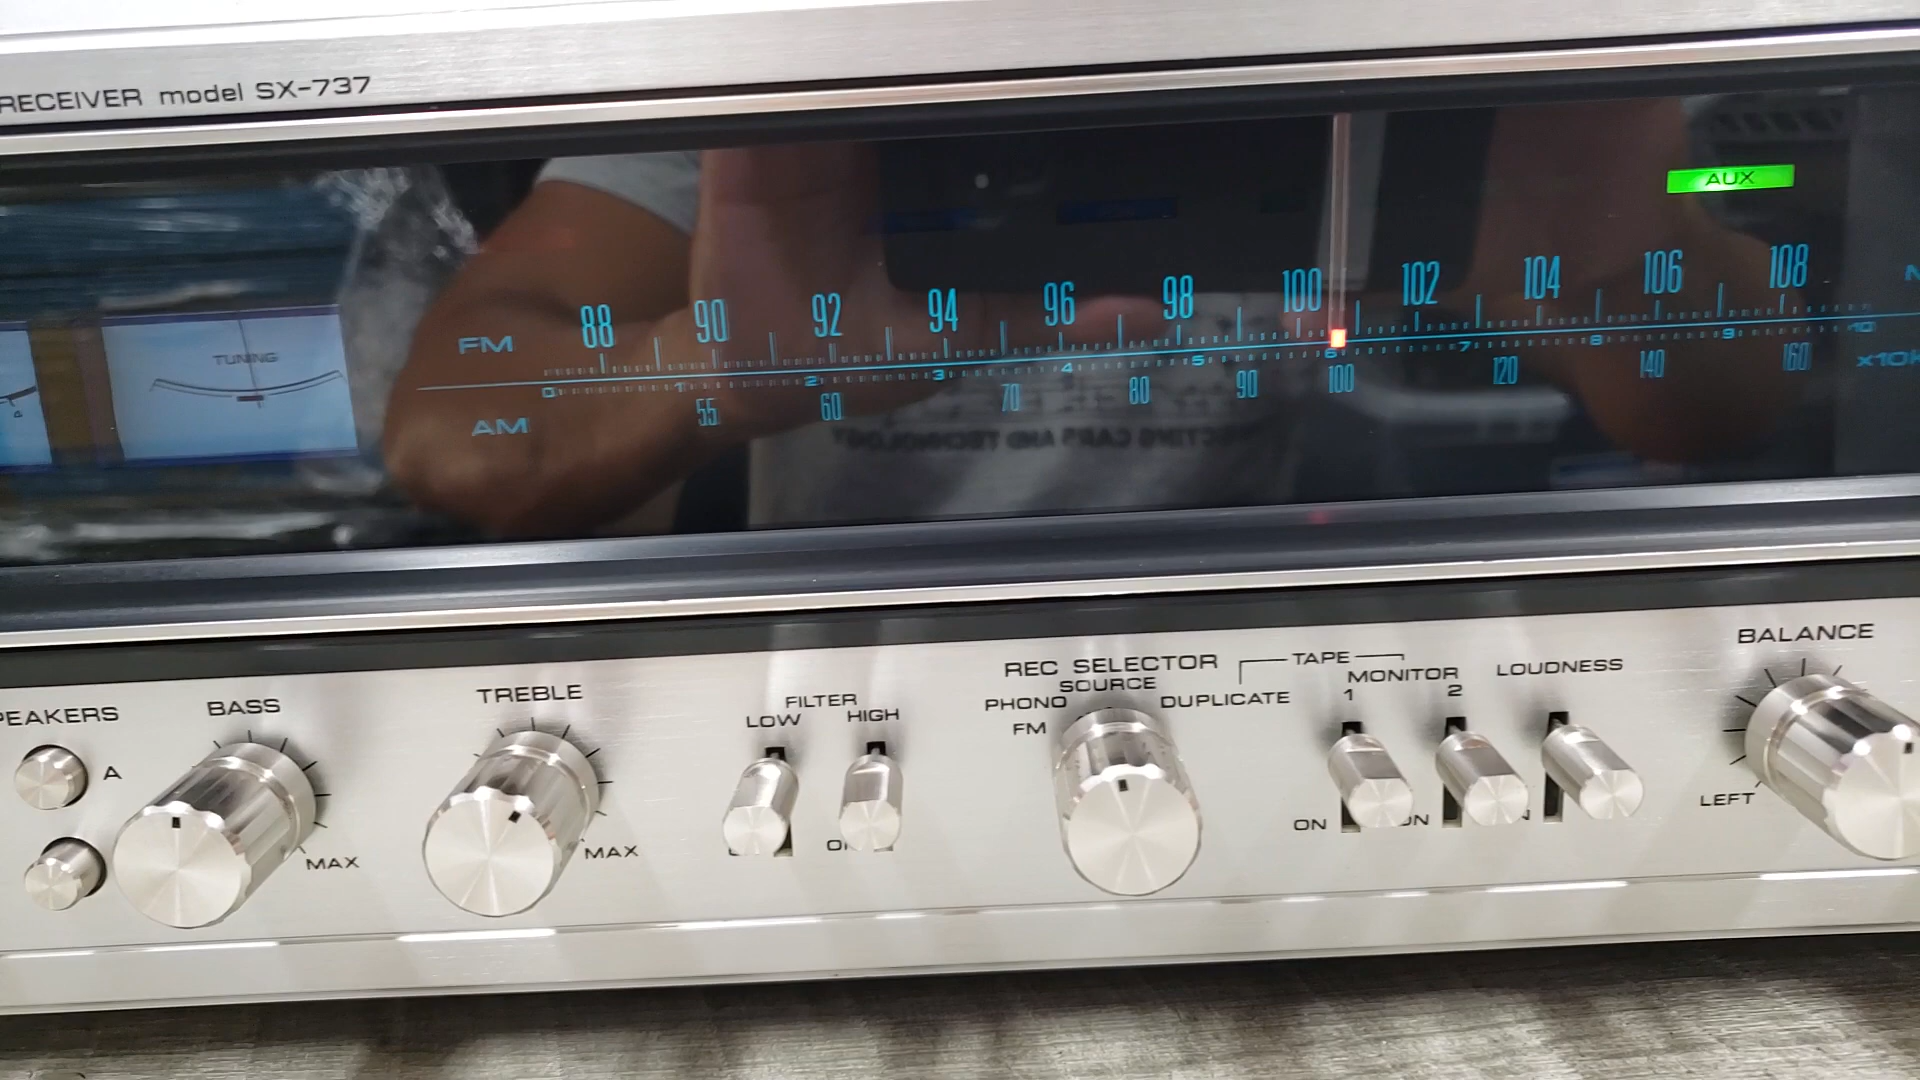 RECEIVER model SX-737
AUX
TUNING
4
FM 88 90 92 94 96 98 100 102 104 106 108
0 1 2 3 4 5 6 7 8 9 10
AM 55 60 70 80 90 100 120 140 160 x10
BALANCE
REC SELECTOR
TAPE
MONITOR
1 2
LOUDNESS
SOURCE
PHONO
DUPLICATE
FM
TREBLE
FILTER
LOW HIGH
BASS
PEAKERS
A
MAX
MAX
ON
LEFT